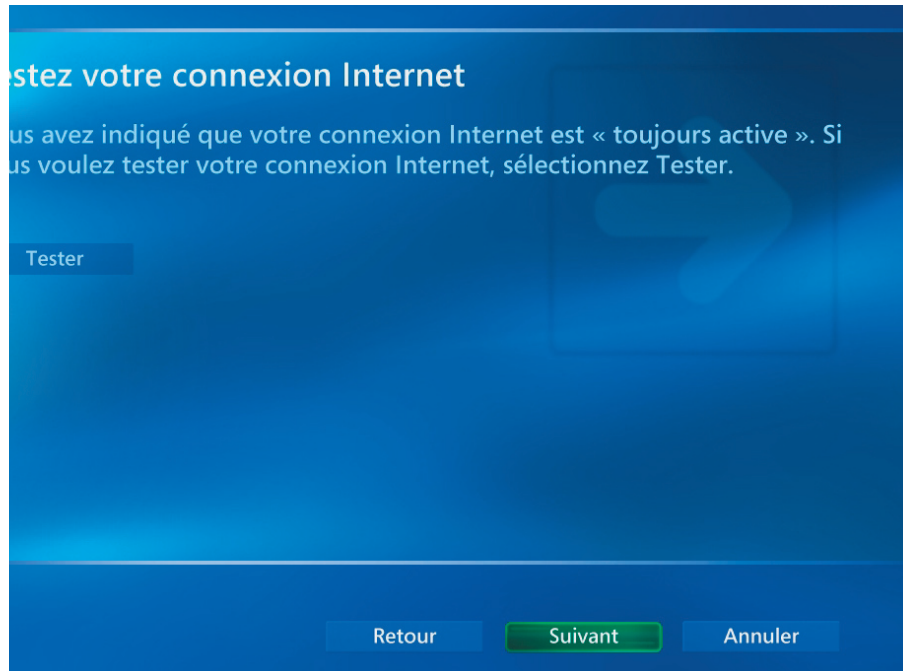 estez votre connexion Internet
us avez indiqué que votre connexion Internet est « toujours active ». Si
us voulez tester votre connexion Internet, sélectionnez Tester.
Tester
Retour Suivant Annuler